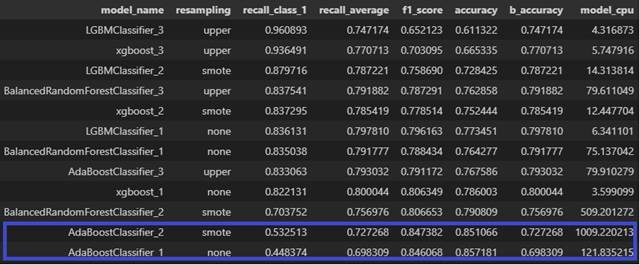 model_name resampling recall_class_1 recall_average f1_score accuracy b_accuracy model_cpu
LGBMClassifier_3 upper 0.960893 0.747174 0.652123 0.611322 0.747174 4.316873
xgboost_3 upper 0.936491 0.770713 0.703095 0.665335 0.770713 5.747916
LGBMClassifier_2 smote 0.879716 0.787221 0.758690 0.728425 0.787221 14.313814
BalancedRandomForestClassifier_3 upper 0.837541 0.791882 0.787291 0.762858 0.791882 79.611049
xgboost_2 smote 0.837295 0.785419 0.778514 0.752444 0.785419 12.447704
LGBMClassifier_1 none 0.836131 0.797810 0.796163 0.773451 0.797810 6.341101
BalancedRandomForestClassifier_1 none 0.835038 0.791777 0.788434 0.764277 0.791777 75.137042
AdaBoostClassifier_3 upper 0.833063 0.793032 0.791172 0.767586 0.793032 79.910279
xgboost_1 none 0.822131 0.800044 0.806349 0.786003 0.800044 3.599099
BalancedRandomForestClassifier_2 smote 0.703752 0.756976 0.806653 0.790809 0.756976 509.201272
AdaBoostClassifier_2 smote 0.532513 0.727268 0.847382 0.851066 0.727268 1009.220213
AdaBoostClassifier_1 none 0.448374 0.698309 0.846068 0.857181 0.698309 121.835215